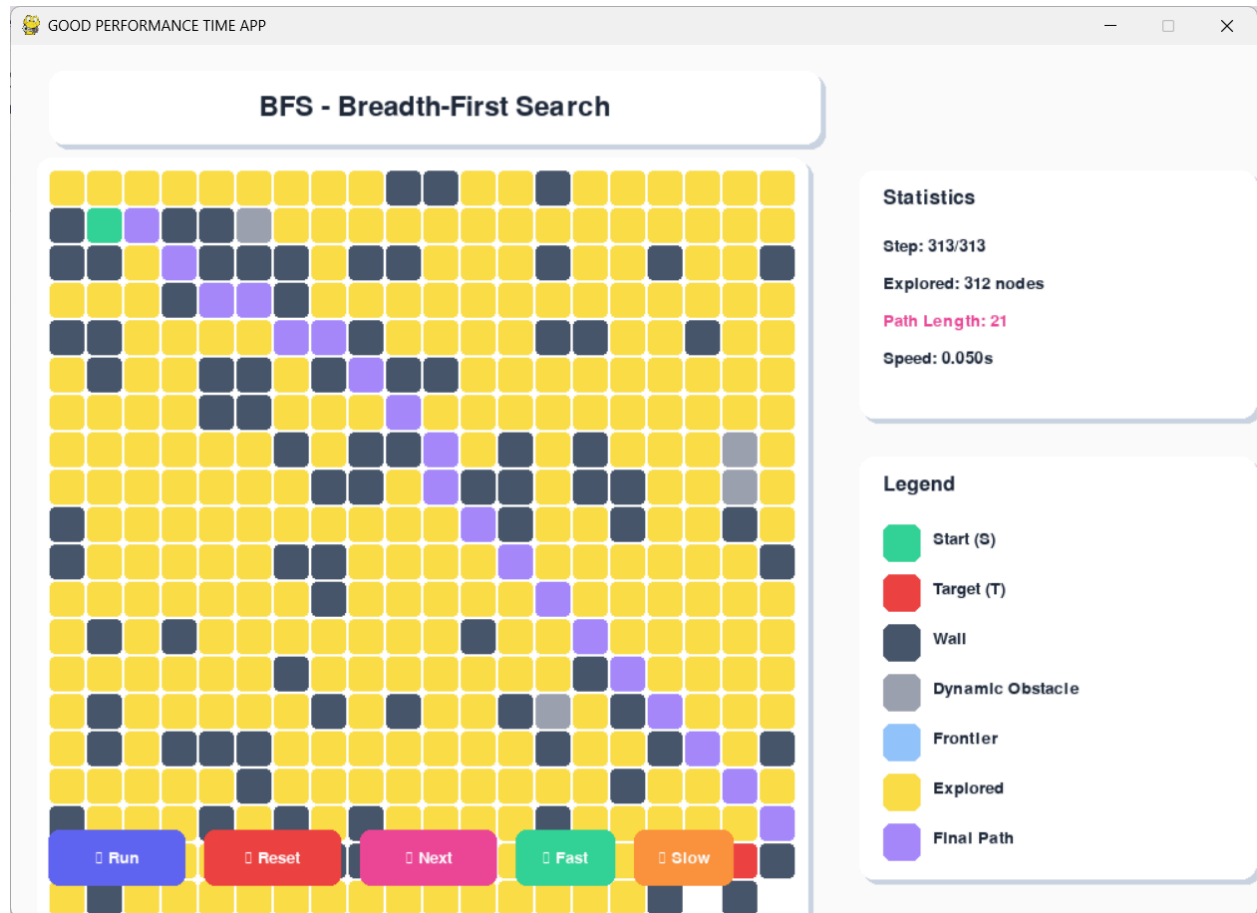 GOOD PERFORMANCE TIME APP
BFS - Breadth-First Search
Statistics
Step: 313/313
Explored: 312 nodes
Path Length: 21
Speed: 0.050s
Legend
Start (S)
Target (T)
Wall
Dynamic Obstacle
Frontier
Explored
Final Path
▯ Run
▯ Reset
▯ Next
▯ Fast
▯ Slow